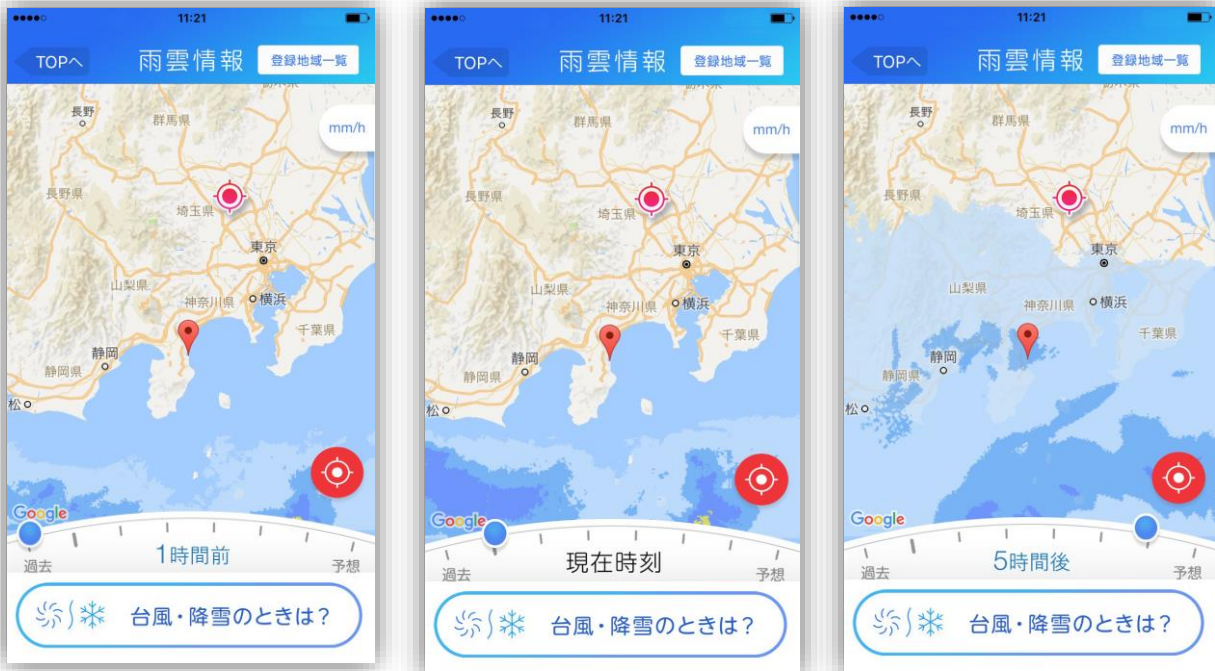 11:21
TOPへ
雨雲情報
登録地域一覧
長野
群馬県
mm/h
長野県
埼玉県
東京
山梨県
神奈川県
横浜
千葉県
静岡
静岡県
松
Google
1時間前
過去
予想
台風・降雪のときは？
11:21
TOPへ
雨雲情報
登録地域一覧
長野
群馬県
mm/h
長野県
埼玉県
東京
山梨県
神奈川県
横浜
千葉県
静岡
静岡県
松
Google
現在時刻
過去
予想
台風・降雪のときは？
11:21
TOPへ
雨雲情報
登録地域一覧
長野
群馬県
mm/h
長野県
埼玉県
東京
山梨県
神奈川県
横浜
千葉県
静岡
静岡県
松
Google
5時間後
過去
予想
台風・降雪のときは？